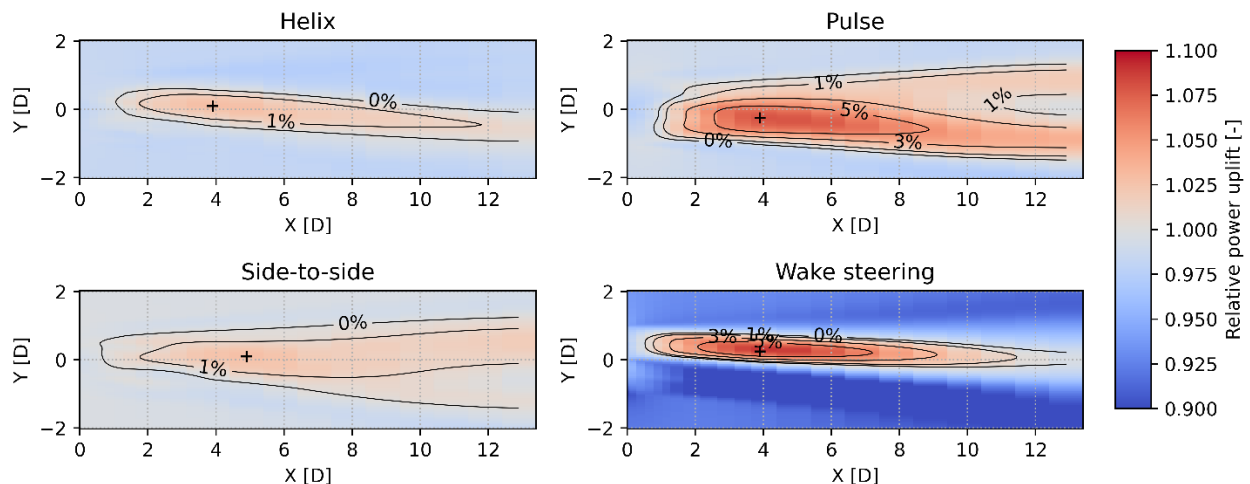 Helix
2
0
−2
Y [D]
0%
1%
0 2 4 6 8 10 12
X [D]
Pulse
2
0
−2
Y [D]
1%
5%
1%
0%
3%
0 2 4 6 8 10 12
X [D]
Side-to-side
2
0
−2
Y [D]
0%
1%
0 2 4 6 8 10 12
X [D]
Wake steering
2
0
−2
Y [D]
3% 1% 0%
5%
0 2 4 6 8 10 12
X [D]
1.100
1.075
1.050
1.025
1.000
0.975
0.950
0.925
0.900
Relative power uplift [-]